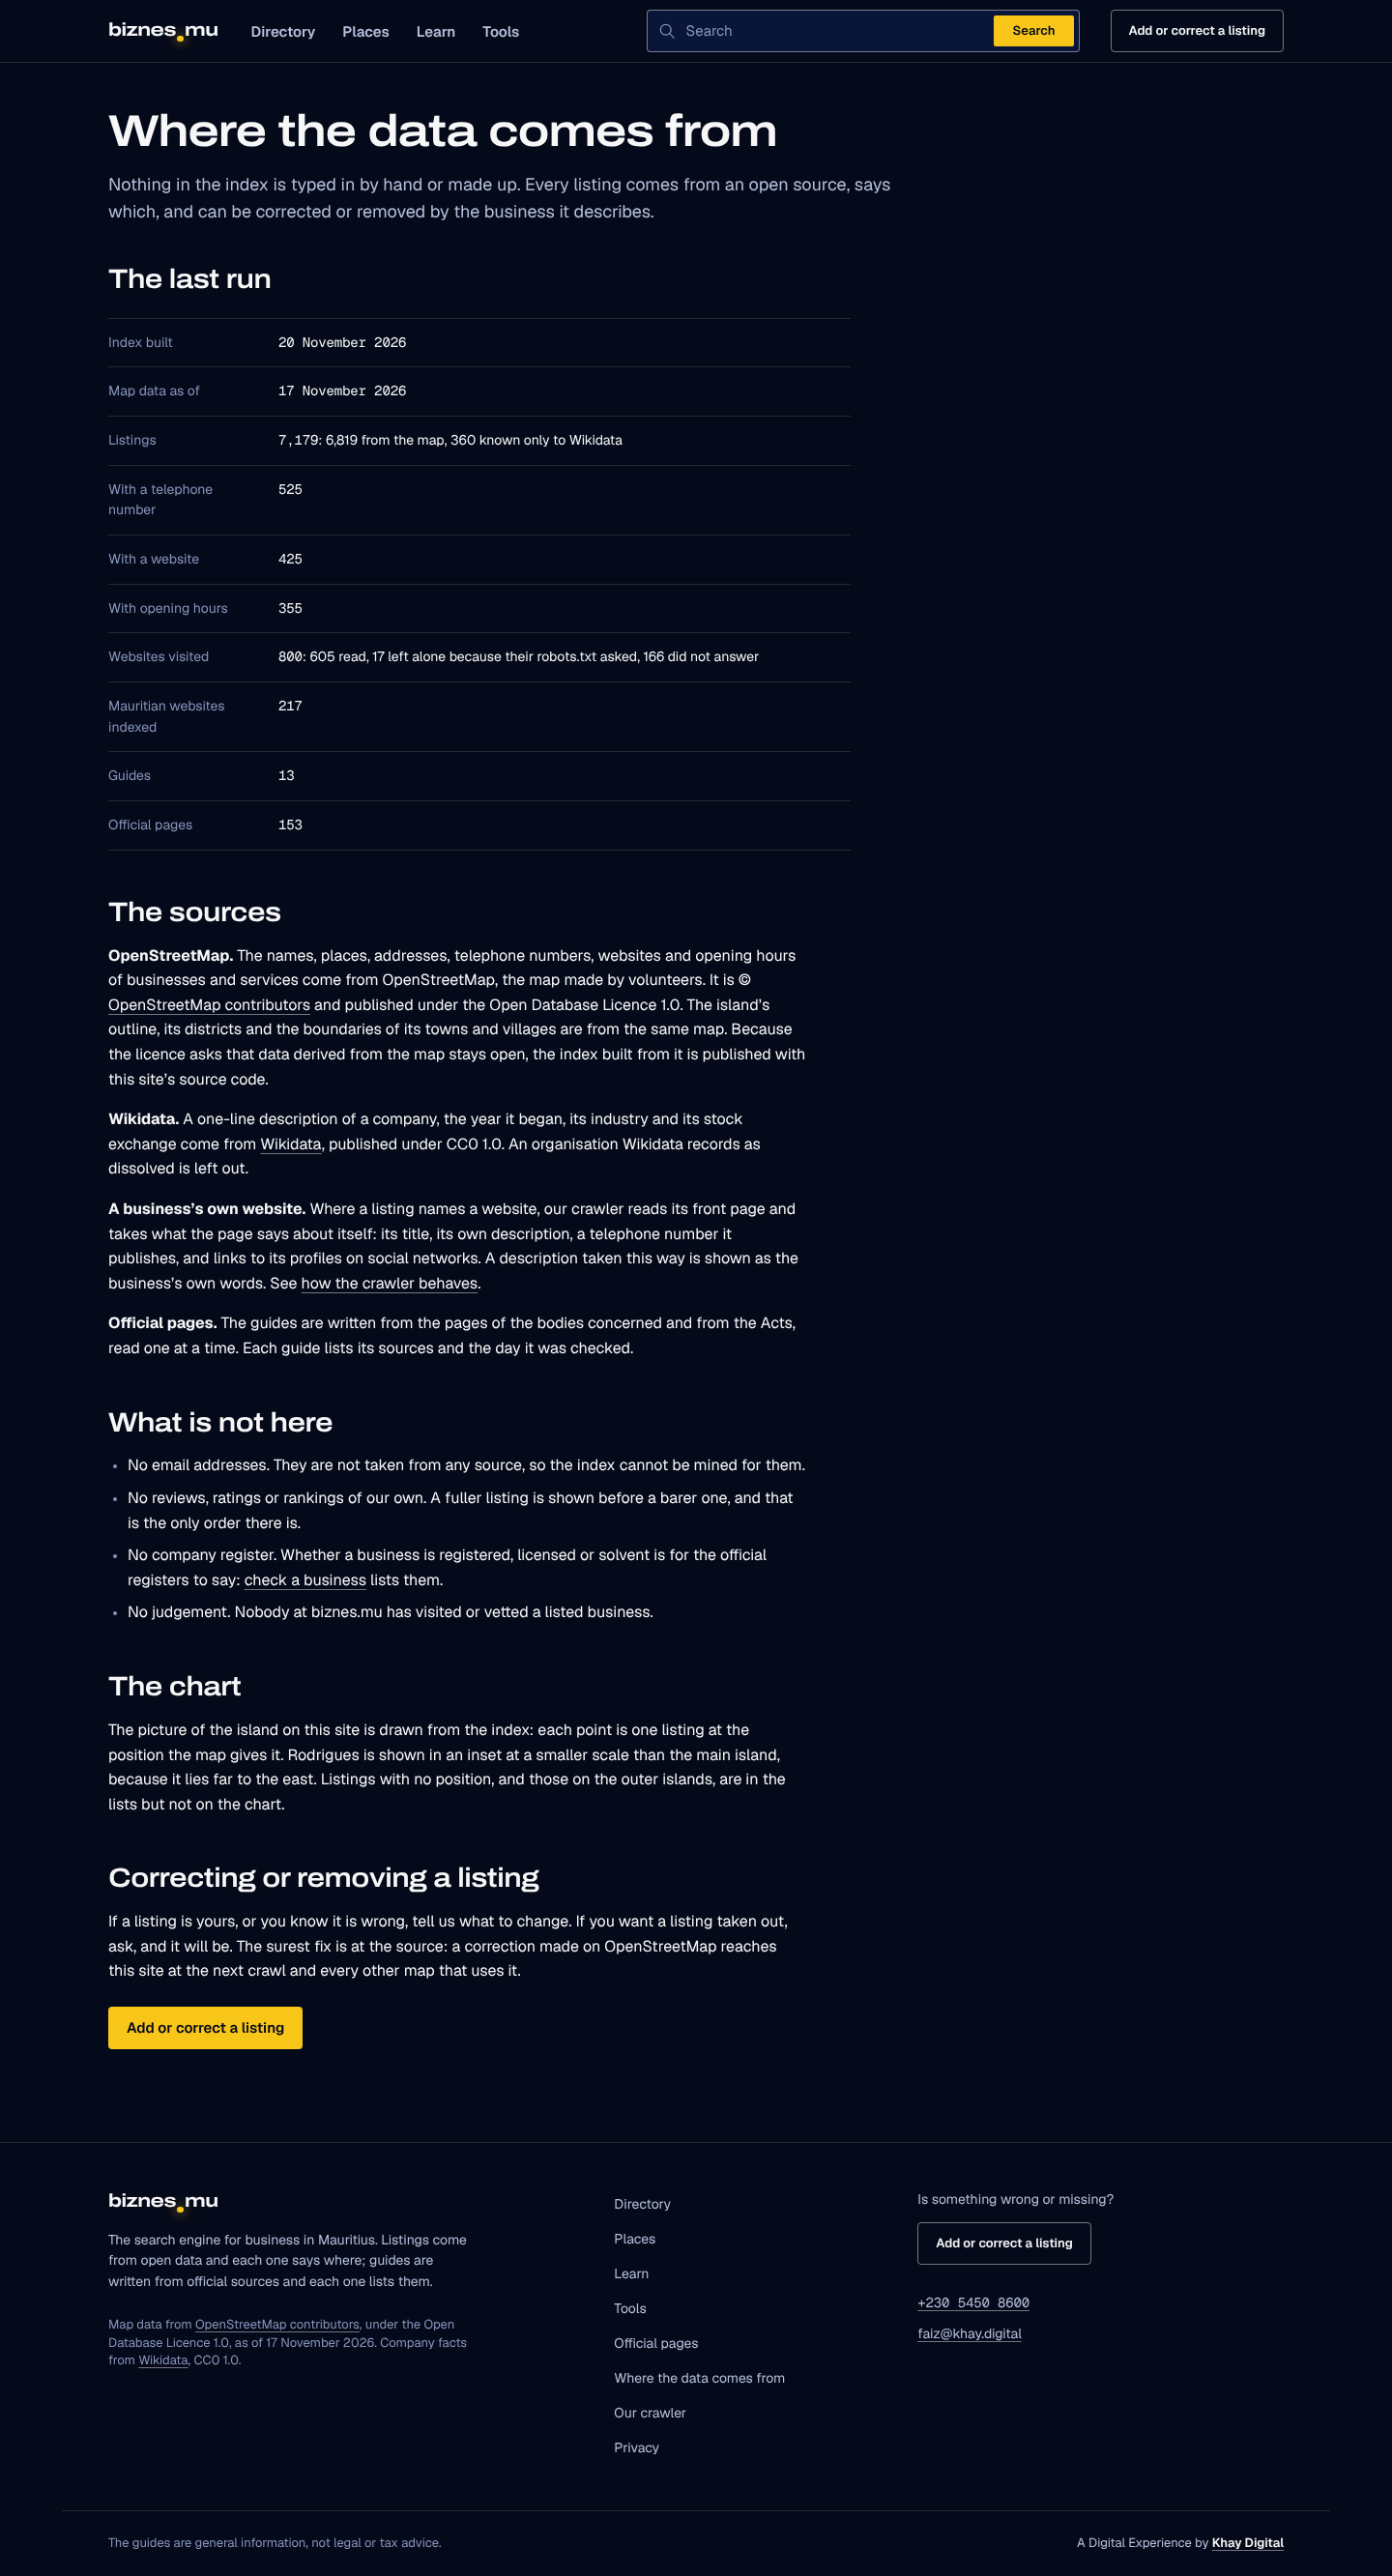 biznes.mu
Directory
Places
Learn
Tools
Search
Search
Add or correct a listing
Where the data comes from
Nothing in the index is typed in by hand or made up. Every listing comes from an open source, says
which, and can be corrected or removed by the business it describes.
The last run
Index built
20 November 2026
Map data as of
17 November 2026
Listings
7,179: 6,819 from the map, 360 known only to Wikidata
With a telephone
number
525
With a website
425
With opening hours
355
Websites visited
800: 605 read, 17 left alone because their robots.txt asked, 166 did not answer
Mauritian websites
indexed
217
Guides
13
Official pages
153
The sources
OpenStreetMap. The names, places, addresses, telephone numbers, websites and opening hours
of businesses and services come from OpenStreetMap, the map made by volunteers. It is ©
OpenStreetMap contributors and published under the Open Database Licence 1.0. The island’s
outline, its districts and the boundaries of its towns and villages are from the same map. Because
the licence asks that data derived from the map stays open, the index built from it is published with
this site’s source code.
Wikidata. A one-line description of a company, the year it began, its industry and its stock
exchange come from Wikidata, published under CC0 1.0. An organisation Wikidata records as
dissolved is left out.
A business’s own website. Where a listing names a website, our crawler reads its front page and
takes what the page says about itself: its title, its own description, a telephone number it
publishes, and links to its profiles on social networks. A description taken this way is shown as the
business’s own words. See how the crawler behaves.
Official pages. The guides are written from the pages of the bodies concerned and from the Acts,
read one at a time. Each guide lists its sources and the day it was checked.
What is not here
• No email addresses. They are not taken from any source, so the index cannot be mined for them.
• No reviews, ratings or rankings of our own. A fuller listing is shown before a barer one, and that
is the only order there is.
• No company register. Whether a business is registered, licensed or solvent is for the official
registers to say: check a business lists them.
• No judgement. Nobody at biznes.mu has visited or vetted a listed business.
The chart
The picture of the island on this site is drawn from the index: each point is one listing at the
position the map gives it. Rodrigues is shown in an inset at a smaller scale than the main island,
because it lies far to the east. Listings with no position, and those on the outer islands, are in the
lists but not on the chart.
Correcting or removing a listing
If a listing is yours, or you know it is wrong, tell us what to change. If you want a listing taken out,
ask, and it will be. The surest fix is at the source: a correction made on OpenStreetMap reaches
this site at the next crawl and every other map that uses it.
Add or correct a listing
biznes.mu
The search engine for business in Mauritius. Listings come
from open data and each one says where; guides are
written from official sources and each one lists them.
Map data from OpenStreetMap contributors, under the Open
Database Licence 1.0, as of 17 November 2026. Company facts
from Wikidata, CC0 1.0.
Directory
Places
Learn
Tools
Official pages
Where the data comes from
Our crawler
Privacy
Is something wrong or missing?
Add or correct a listing
+230 5450 8600
faiz@khay.digital
The guides are general information, not legal or tax advice.
A Digital Experience by Khay Digital